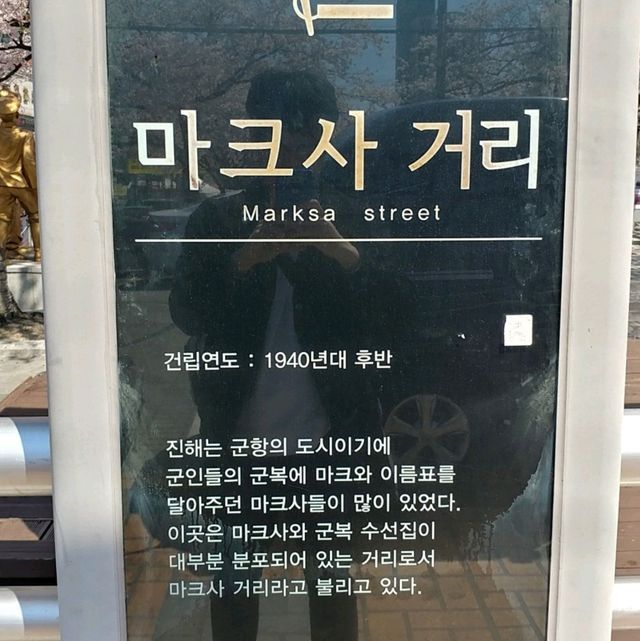 마크사 거리
Marksa street
건립연도 : 1940년대 후반
진해는 군항의 도시이기에
군인들의 군복에 마크와 이름표를
달아주던 마크사들이 많이 있었다.
이곳은 마크사와 군복 수선집이
대부분 분포되어 있는 거리로서
마크사 거리라고 불리고 있다.